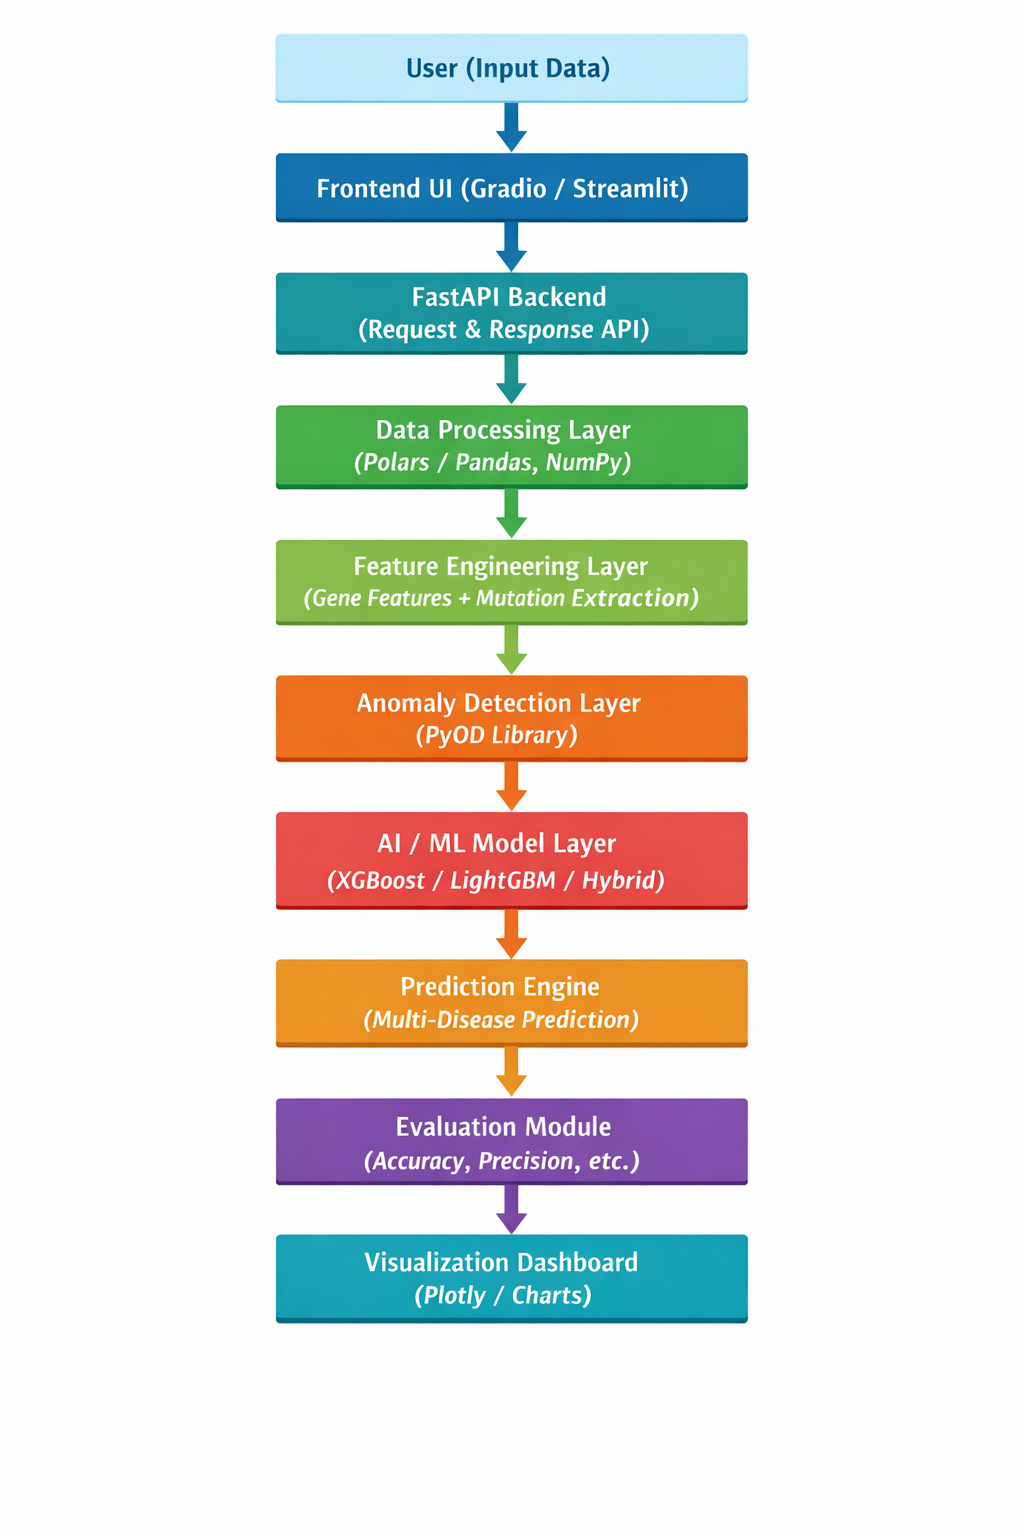 User (Input Data)
Frontend UI (Gradio / Streamlit)
FastAPI Backend
(Request & Response API)
Data Processing Layer
(Polars / Pandas, NumPy)
Feature Engineering Layer
(Gene Features + Mutation Extraction)
Anomaly Detection Layer
(PyOD Library)
AI / ML Model Layer
(XGBoost / LightGBM / Hybrid)
Prediction Engine
(Multi-Disease Prediction)
Evaluation Module
(Accuracy, Precision, etc.)
Visualization Dashboard
(Plotly / Charts)